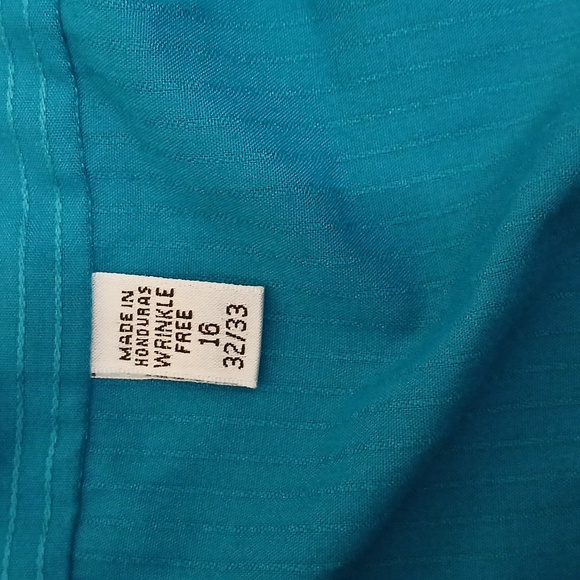 MADE IN
HONDURAS
WRINKLE
FREE
16
32/33